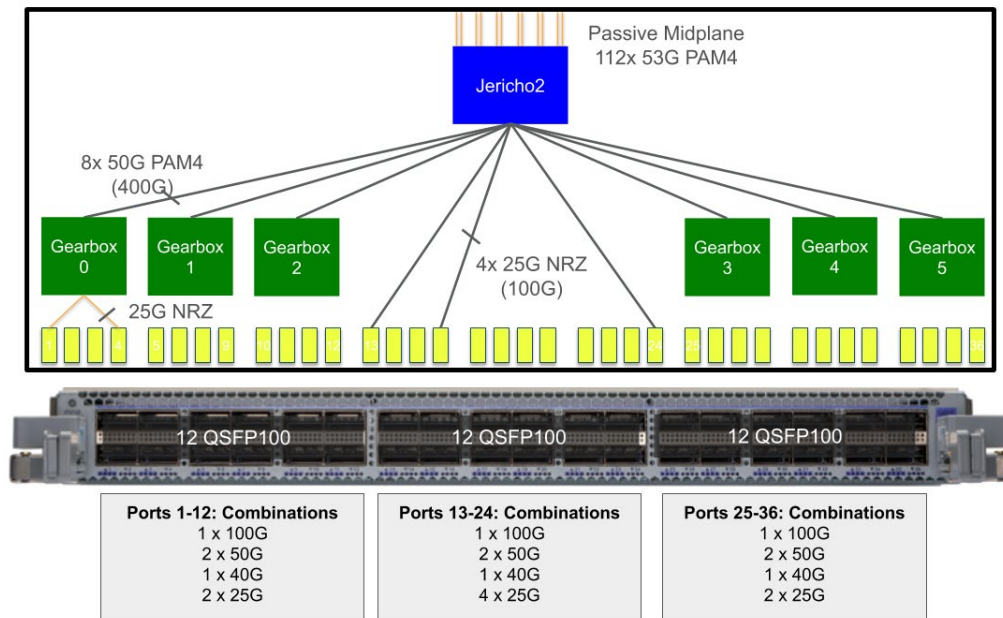 Passive Midplane
112x 53G PAM4
Jericho2
8x 50G PAM4
(400G)
Gearbox
0
Gearbox
1
Gearbox
2
4x 25G NRZ
(100G)
Gearbox
3
Gearbox
4
Gearbox
5
25G NRZ
1 4 5 9 10 12 13 24 25 36
12 QSFP100 12 QSFP100 12 QSFP100
Ports 1-12: Combinations
1 x 100G
2 x 50G
1 x 40G
2 x 25G
Ports 13-24: Combinations
1 x 100G
2 x 50G
1 x 40G
4 x 25G
Ports 25-36: Combinations
1 x 100G
2 x 50G
1 x 40G
2 x 25G